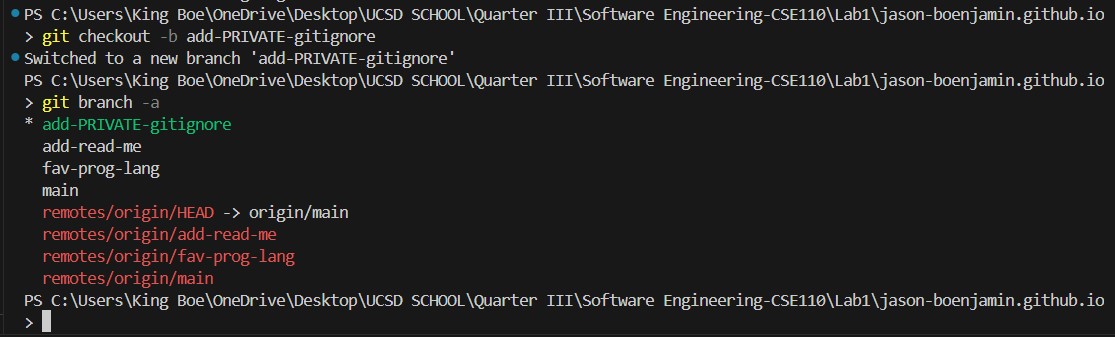 PS C:\Users\King Boe\OneDrive\Desktop\UCSD SCHOOL\Quarter III\Software Engineering-CSE110\Lab1\jason-boenjamin.github.io
> git checkout -b add-PRIVATE-gitignore
Switched to a new branch 'add-PRIVATE-gitignore'
PS C:\Users\King Boe\OneDrive\Desktop\UCSD SCHOOL\Quarter III\Software Engineering-CSE110\Lab1\jason-boenjamin.github.io
> git branch -a
* add-PRIVATE-gitignore
add-read-me
fav-prog-lang
main
remotes/origin/HEAD -> origin/main
remotes/origin/add-read-me
remotes/origin/fav-prog-lang
remotes/origin/main
PS C:\Users\King Boe\OneDrive\Desktop\UCSD SCHOOL\Quarter III\Software Engineering-CSE110\Lab1\jason-boenjamin.github.io
>